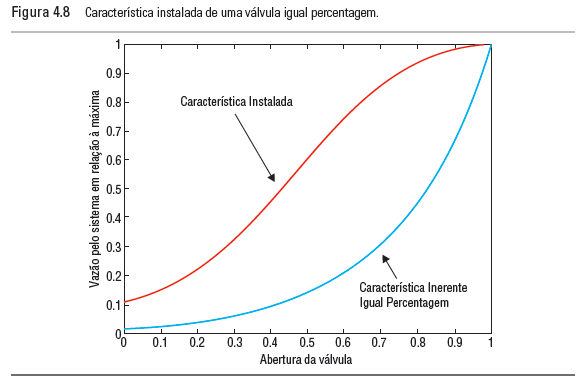 Figura 4.8 Característica instalada de uma válvula igual percentagem.
1
0.9
0.8
0.7
0.6
0.5
0.4
0.3
0.2
0.1
0
Vazão pelo sistema em relação à máxima
Característica Instalada
Característica Inerente
Igual Percentagem
0 0.1 0.2 0.3 0.4 0.5 0.6 0.7 0.8 0.9 1
Abertura da válvula